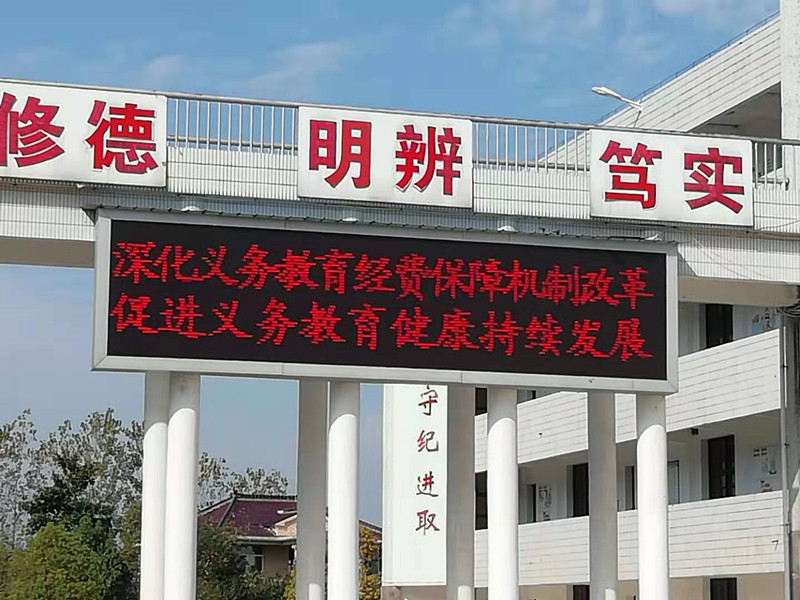 修德 明辨 笃实
深化义务教育经费保障机制改革
促进义务教育健康持续发展
守纪进取